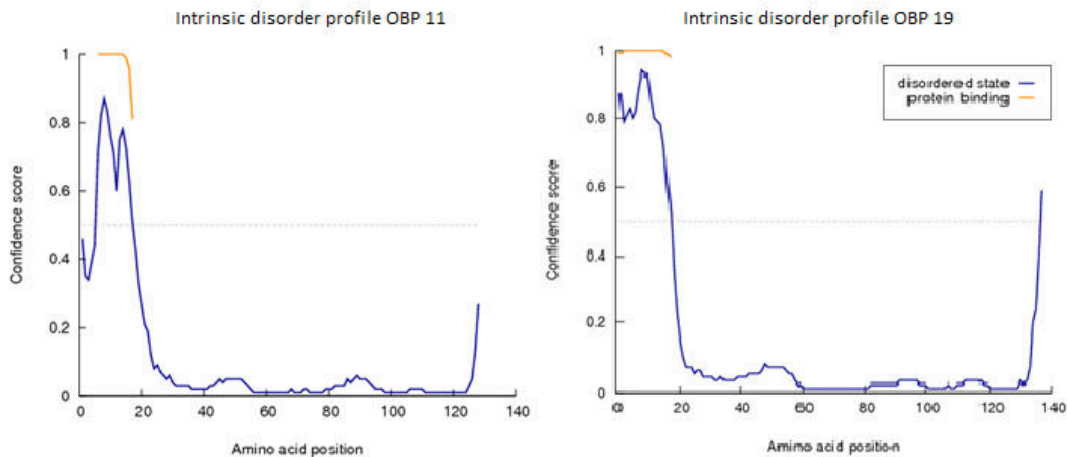 Intrinsic disorder profile OBP 11
1
0.8
0.6
0.4
0.2
0
Confidence score
0 20 40 60 80 100 120 140
Amino acid position
Intrinsic disorder profile OBP 19
disordered state
protein binding
1
0.8
0.6
0.4
0.2
0
Confidence score
0 20 40 60 80 100 120 140
Amino acid position